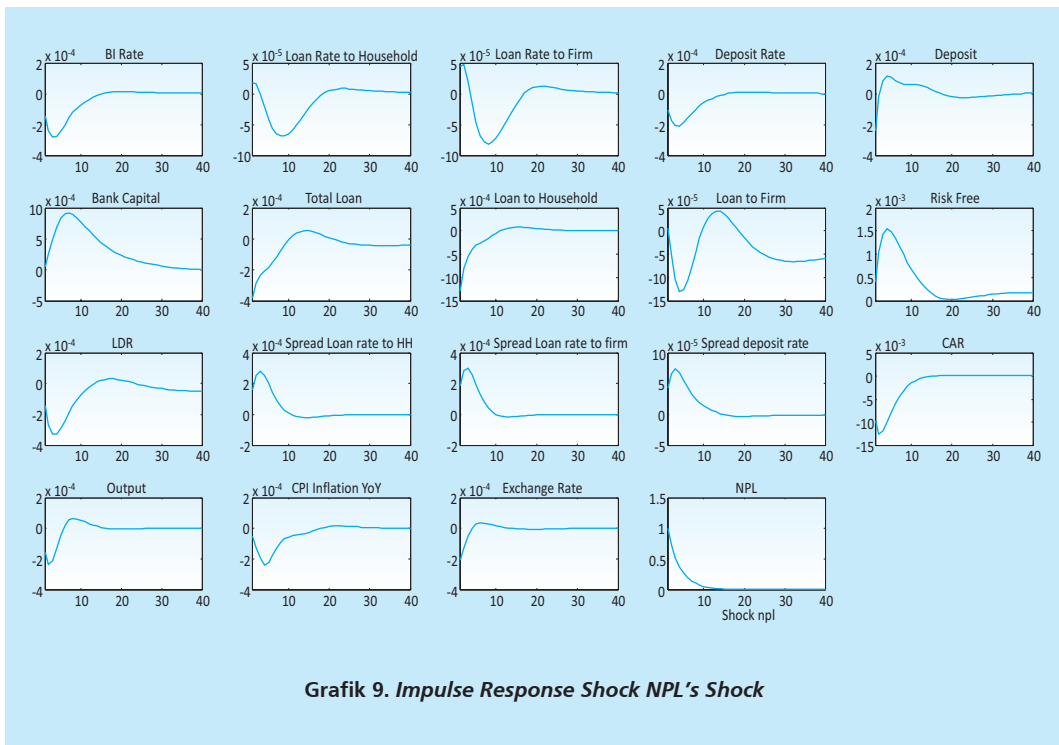 x 10-4 BI Rate
2
0
-2
-4
10 20 30 40
x 10-5 Loan Rate to Household
5
0
-5
-10
10 20 30 40
x 10-5 Loan Rate to Firm
5
0
-5
-10
10 20 30 40
x 10-4 Deposit Rate
2
0
-2
-4
10 20 30 40
x 10-4 Deposit
2
0
-2
-4
10 20 30 40
x 10-4 Bank Capital
10
5
0
-5
10 20 30 40
x 10-4 Total Loan
2
0
-2
-4
10 20 30 40
x 10-4 Loan to Household
5
0
-5
-10
-15
10 20 30 40
x 10-5 Loan to Firm
5
0
-5
-10
-15
10 20 30 40
x 10-3 Risk Free
2
1.5
1
0.5
0
10 20 30 40
x 10-4 LDR
2
0
-2
-4
10 20 30 40
x 10-4 Spread Loan rate to HH
4
2
0
-2
10 20 30 40
x 10-4 Spread Loan rate to firm
4
2
0
-2
10 20 30 40
x 10-5 Spread deposit rate
10
5
0
-5
10 20 30 40
x 10-3 CAR
5
0
-5
-10
-15
10 20 30 40
x 10-4 Output
2
0
-2
-4
10 20 30 40
x 10-4 CPI Inflation YoY
2
0
-2
-4
10 20 30 40
x 10-4 Exchange Rate
2
0
-2
-4
10 20 30 40
NPL
1.5
1
0.5
0
10 20 30 40
Shock npl
Grafik 9. Impulse Response Shock NPL's Shock